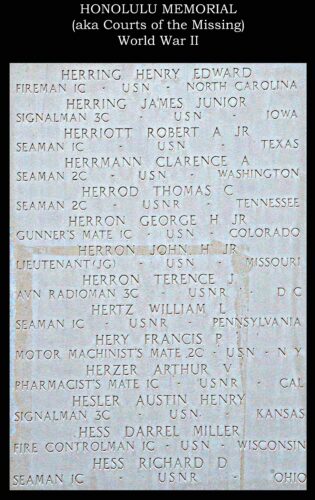 HONOLULU MEMORIAL
(aka Courts of the Missing)
World War II
HERRING HENRY EDWARD
FIREMAN 1C · USN · NORTH CAROLINA
HERRING JAMES JUNIOR
SIGNALMAN 3C · USN · IOWA
HERRIOTT ROBERT A JR
SEAMAN 1C · USN · TEXAS
HERRMANN CLARENCE A
SEAMAN 2C · USN · WASHINGTON
HERROD THOMAS C
SEAMAN 2C · USNR · TENNESSEE
HERRON GEORGE H JR
GUNNER'S MATE 1C · USN · COLORADO
HERRON JOHN H JR
LIEUTENANT(JG) · USN · MISSOURI
HERRON TERENCE J
AVN RADIOMAN 3C · USNR · D C
HERTZ WILLIAM L
SEAMAN 1C · USNR · PENNSYLVANIA
HERY FRANCIS P
MOTOR MACHINIST'S MATE 2C · USN · N Y
HERZER ARTHUR V
PHARMACIST'S MATE 1C · USNR · CAL
HESLER AUSTIN HENRY
SIGNALMAN 3C · USN · KANSAS
HESS DARREL MILLER
FIRE CONTROLMAN 1C · USN · WISCONSIN
HESS RICHARD D
SEAMAN 1C · USNR · OHIO